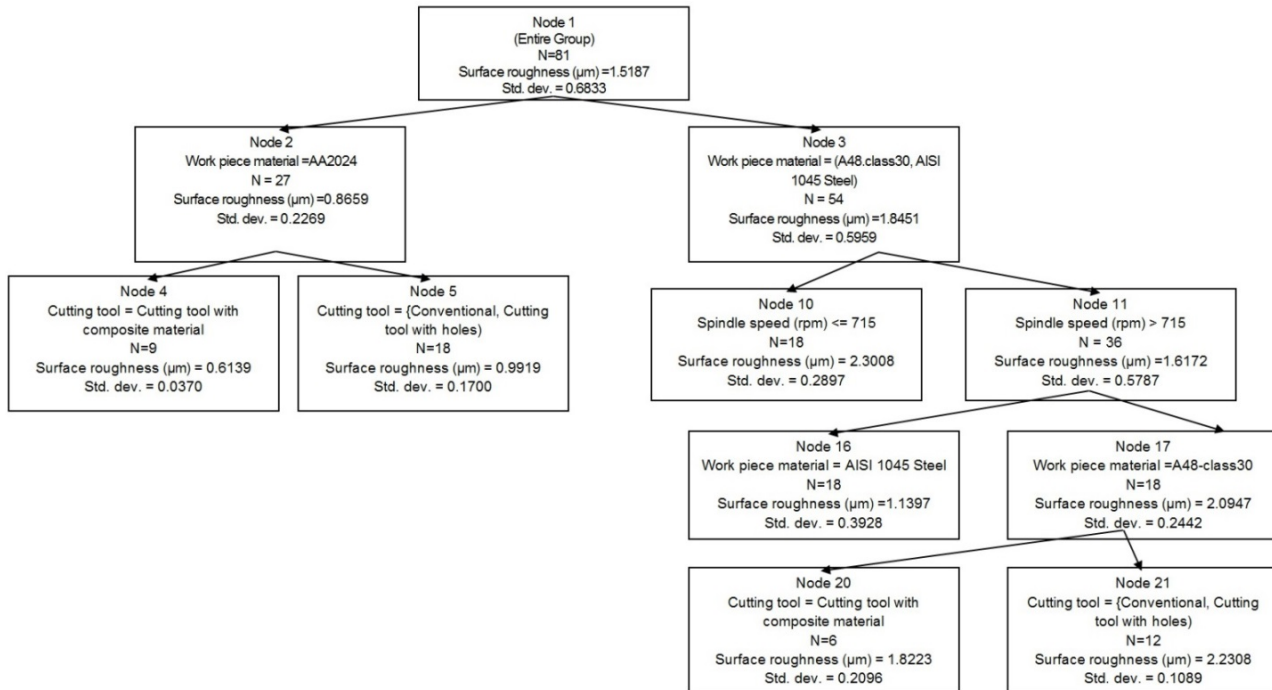 Node 1
(Entire Group)
N=81
Surface roughness (µm) =1.5187
Std. dev. = 0.6833
Node 2
Work piece material =AA2024
N = 27
Surface roughness (µm) =0.8659
Std. dev. = 0.2269
Node 3
Work piece material = (A48.class30, AISI
1045 Steel)
N = 54
Surface roughness (µm) =1.8451
Std. dev. = 0.5959
Node 4
Cutting tool = Cutting tool with
composite material
N=9
Surface roughness (µm) = 0.6139
Std. dev. = 0.0370
Node 5
Cutting tool = {Conventional, Cutting
tool with holes)
N=18
Surface roughness (µm) = 0.9919
Std. dev. = 0.1700
Node 10
Spindle speed (rpm) <= 715
N=18
Surface roughness (µm) = 2.3008
Std. dev. = 0.2897
Node 11
Spindle speed (rpm) > 715
N = 36
Surface roughness (µm) =1.6172
Std. dev. = 0.5787
Node 16
Work piece material = AISI 1045 Steel
N=18
Surface roughness (µm) =1.1397
Std. dev. = 0.3928
Node 17
Work piece material =A48-class30
N=18
Surface roughness (µm) = 2.0947
Std. dev. = 0.2442
Node 20
Cutting tool = Cutting tool with
composite material
N=6
Surface roughness (µm) = 1.8223
Std. dev. = 0.2096
Node 21
Cutting tool = {Conventional, Cutting
tool with holes)
N=12
Surface roughness (µm) = 2.2308
Std. dev. = 0.1089